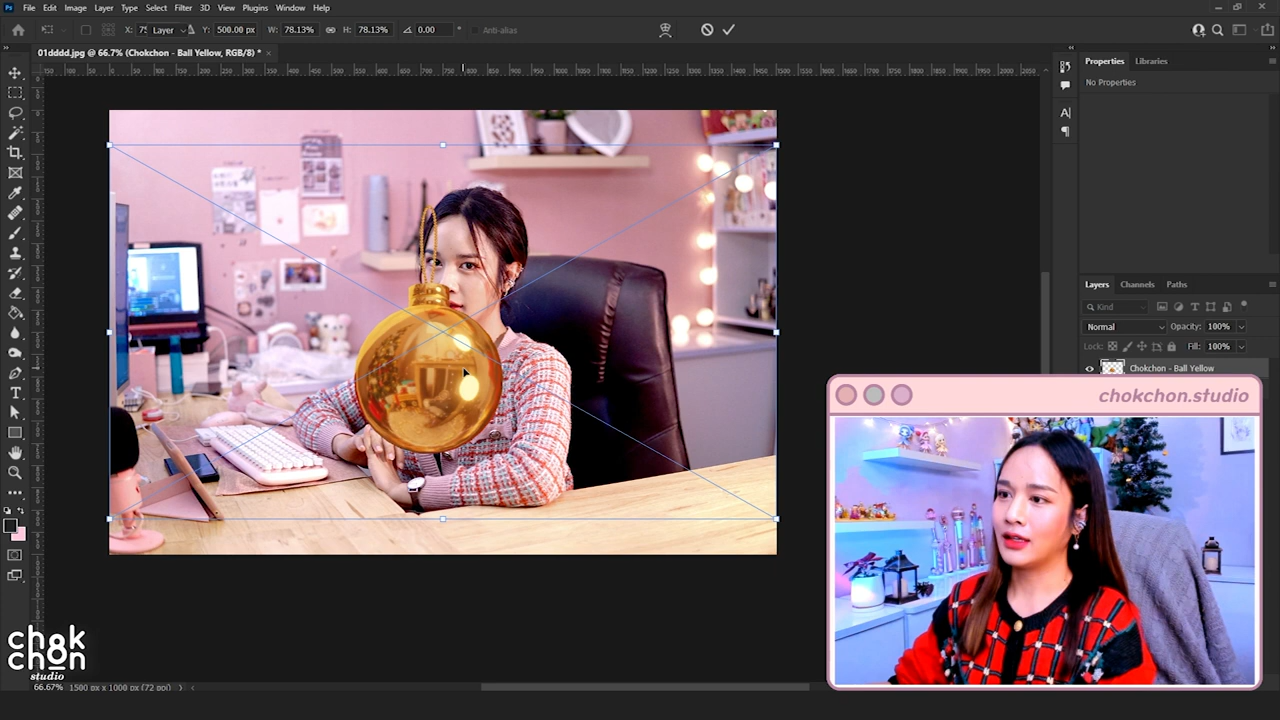 Ps File Edit Image Layer Type Select Filter 3D View Plugins Window Help
Layer Y: 500.00 px W: 78.13% H: 78.13% 0.00 ° Anti-alias
01dddd.jpg @ 66.7% (Chokchon - Ball Yellow, RGB/8) * ×
Properties Libraries
No Properties
Layers Channels Paths
Kind
Normal Opacity: 100%
Lock: Fill: 100%
Chokchon - Ball Yellow
chokchon.studio
chok
chon
studio
66.67% 1500 px x 1000 px (72 ppi)